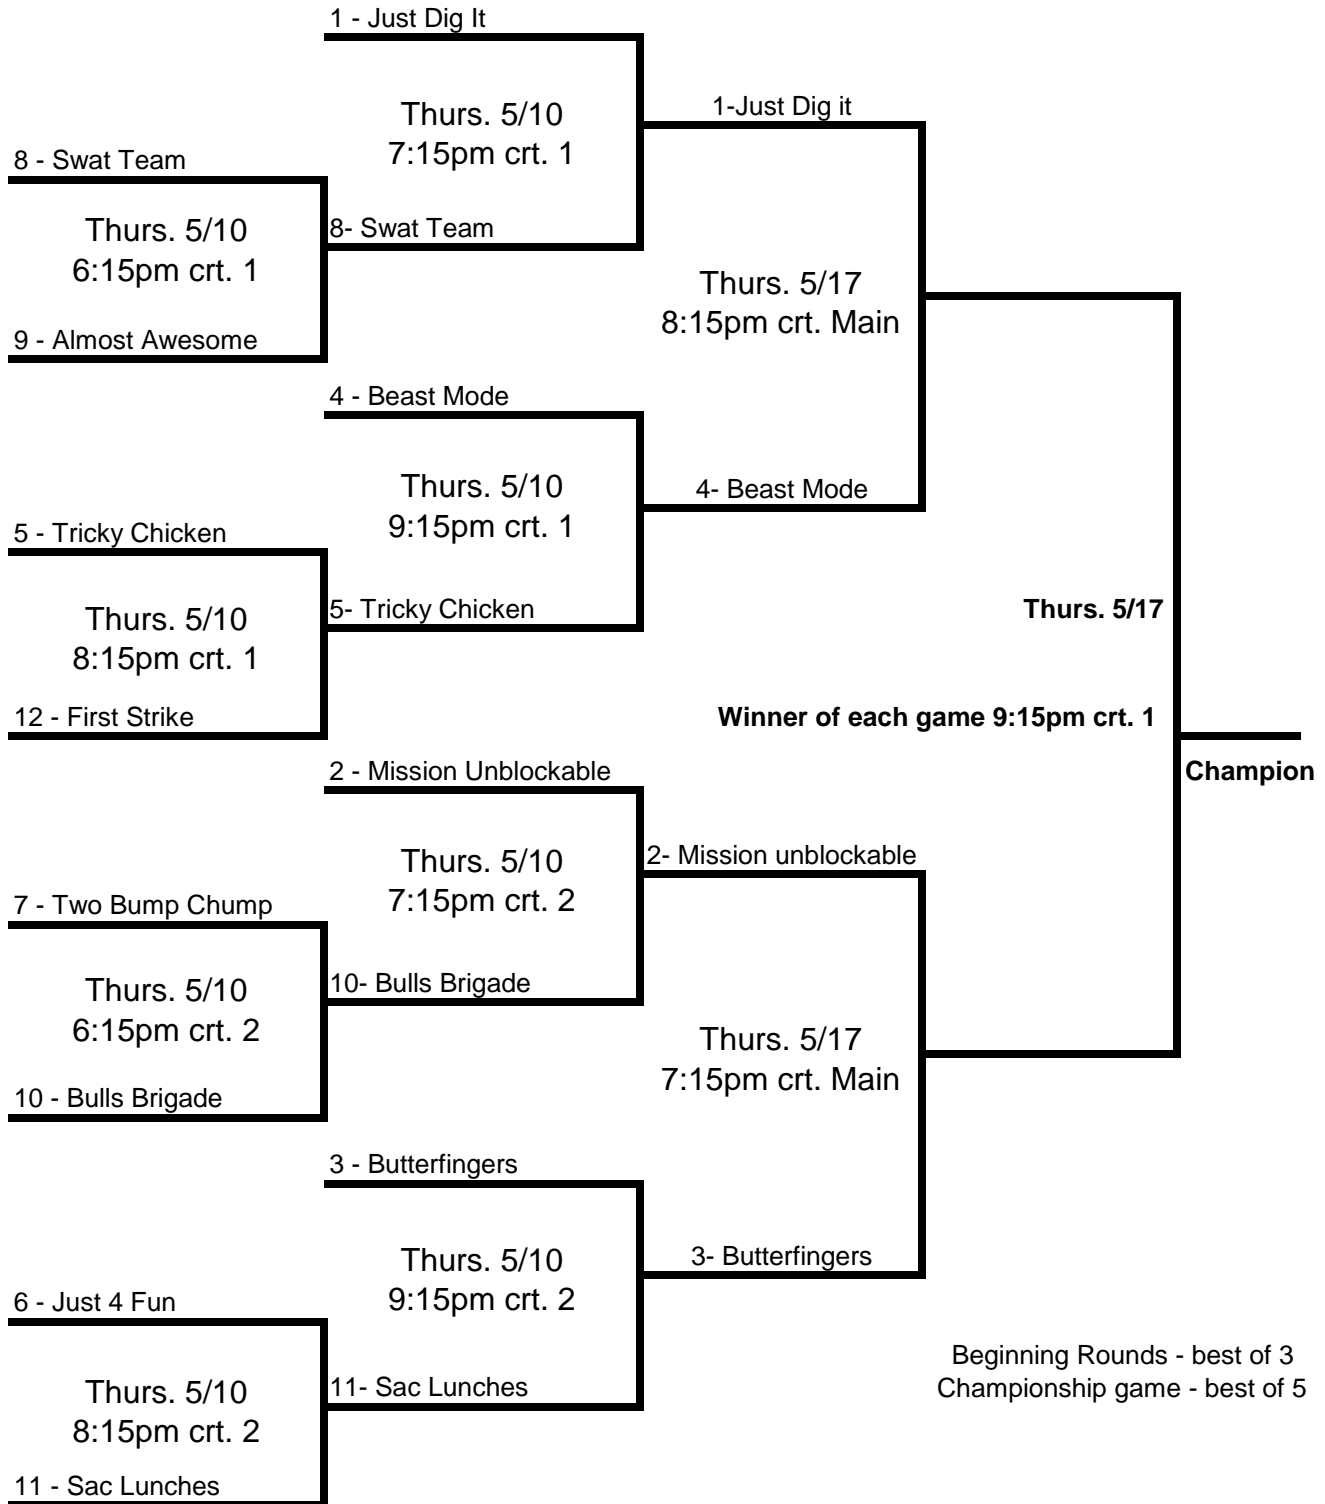 1 - Just Dig It
Thurs. 5/10
7:15pm crt. 1
1-Just Dig it
8 - Swat Team
Thurs. 5/10
6:15pm crt. 1
8- Swat Team
9 - Almost Awesome
Thurs. 5/17
8:15pm crt. Main
4 - Beast Mode
Thurs. 5/10
9:15pm crt. 1
4- Beast Mode
5 - Tricky Chicken
Thurs. 5/10
8:15pm crt. 1
5- Tricky Chicken
12 - First Strike
Thurs. 5/17
Winner of each game 9:15pm crt. 1
Champion
2 - Mission Unblockable
Thurs. 5/10
7:15pm crt. 2
2- Mission unblockable
7 - Two Bump Chump
Thurs. 5/10
6:15pm crt. 2
10- Bulls Brigade
10 - Bulls Brigade
Thurs. 5/17
7:15pm crt. Main
3 - Butterfingers
Thurs. 5/10
9:15pm crt. 2
3- Butterfingers
6 - Just 4 Fun
Thurs. 5/10
8:15pm crt. 2
11- Sac Lunches
11 - Sac Lunches
Beginning Rounds - best of 3
Championship game - best of 5